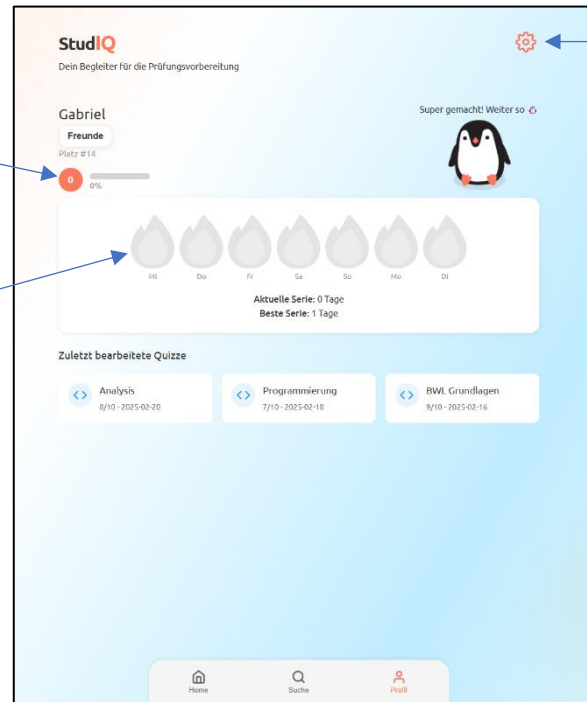 StudIQ
Dein Begleiter für die Prüfungsvorbereitung
Gabriel
Super gemacht! Weiter so
Freunde
Platz #14
0
0%
Mi Do Fr Sa So Mo Di
Aktuelle Serie: 0 Tage
Beste Serie: 1 Tage
Zuletzt bearbeitete Quizze
Analysis
8/10 - 2025-02-20
Programmierung
7/10 - 2025-02-18
BWL Grundlagen
9/10 - 2025-02-16
Home Suche Profil